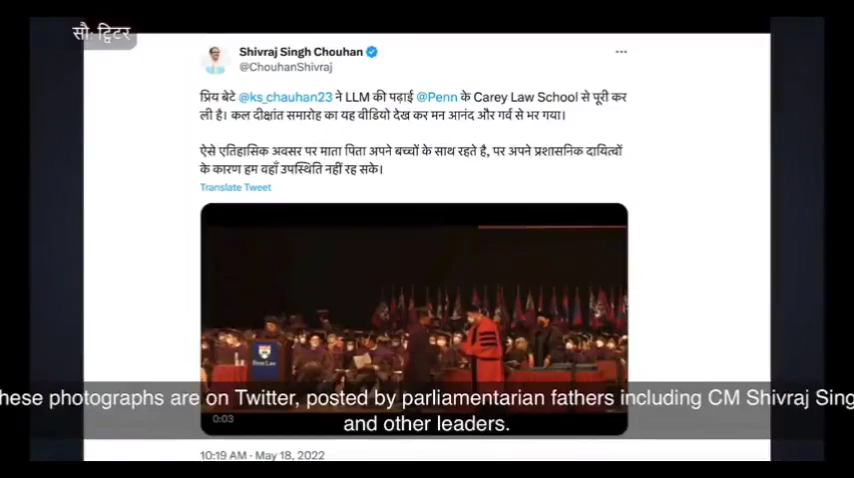 सौ: ट्विटर
Shivraj Singh Chouhan
@ChouhanShivraj
प्रिय बेटे @ks_chauhan23 ने LLM की पढ़ाई @Penn के Carey Law School से पूरी कर
ली है। कल दीक्षांत समारोह का यह वीडियो देख कर मन आनंद और गर्व से भर गया।
ऐसे एतिहासिक अवसर पर माता पिता अपने बच्चों के साथ रहते है, पर अपने प्रशासनिक दायित्वों
के कारण हम वहाँ उपस्थिति नहीं रह सके।
Translate Tweet
Penn Law
hese photographs are on Twitter, posted by parliamentarian fathers including CM Shivraj Sing
and other leaders.
0:03
10:19 AM · May 18, 2022